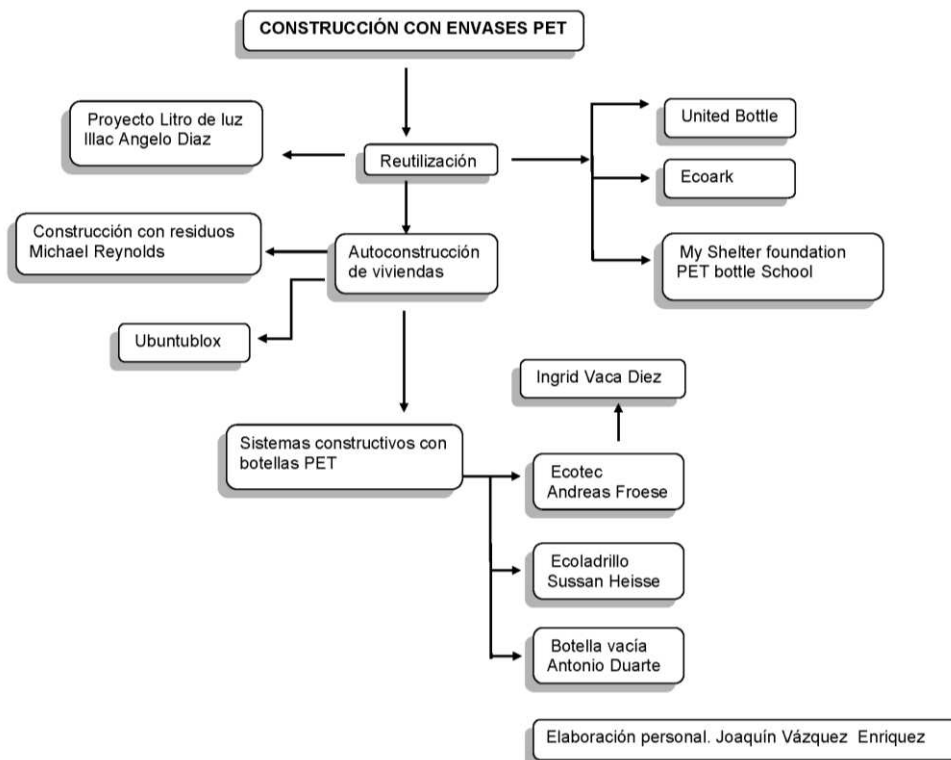 CONSTRUCCIÓN CON ENVASES PET
Proyecto Litro de luz
Illac Angelo Diaz
Reutilización
United Bottle
Ecoark
My Shelter foundation
PET bottle School
Construcción con residuos
Michael Reynolds
Autoconstrucción
de viviendas
Ubuntublox
Ingrid Vaca Diez
Sistemas constructivos con
botellas PET
Ecotec
Andreas Froese
Ecoladrillo
Sussan Heisse
Botella vacía
Antonio Duarte
Elaboración personal. Joaquín Vázquez Enriquez